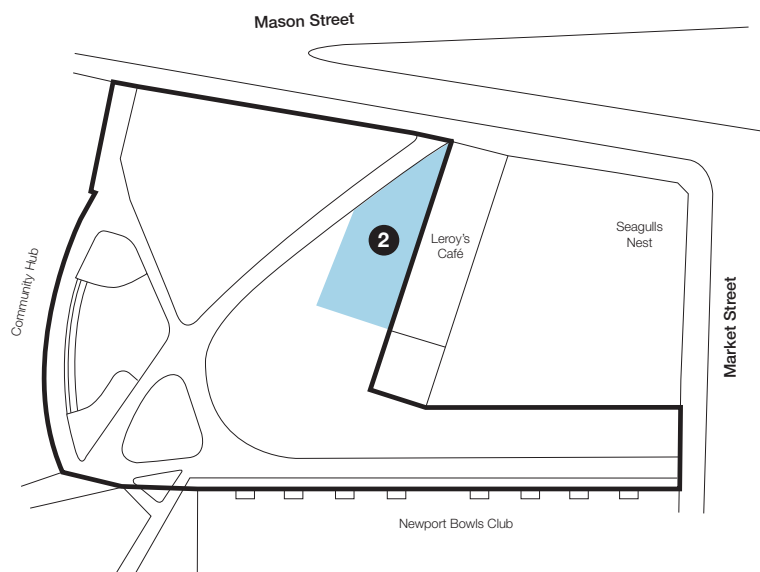 Mason Street
2
Leroy's
Café
Seagulls
Nest
Community Hub
Market Street
Newport Bowls Club